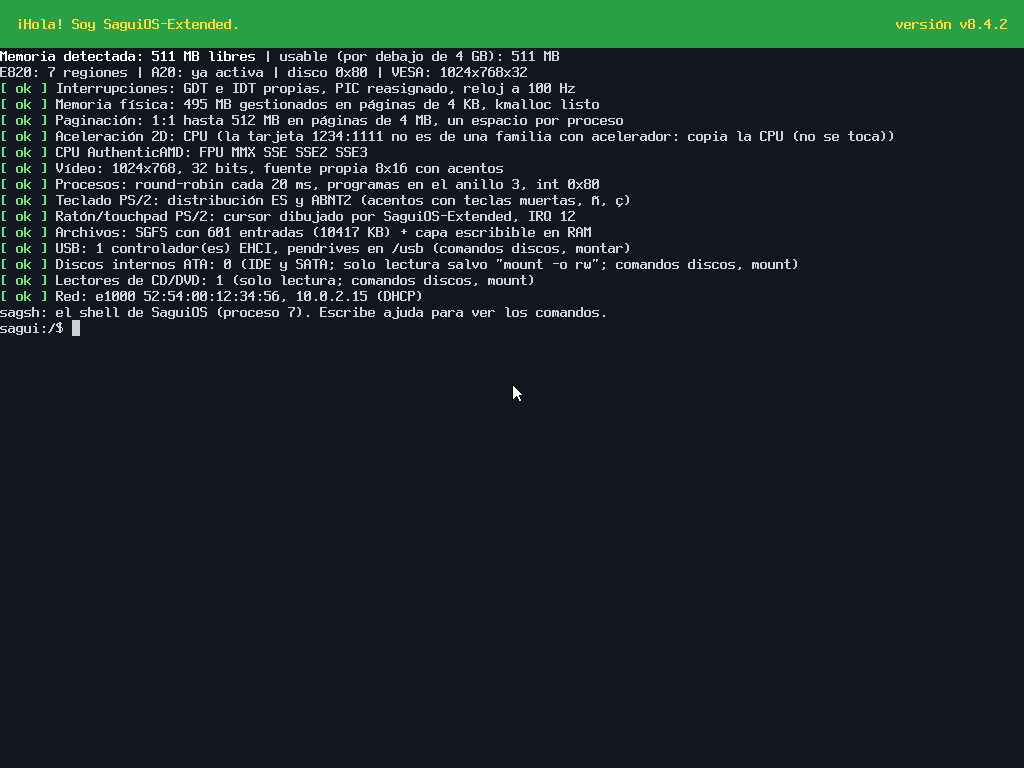 ¡Hola! Soy SaguiOS-Extended. versión v8.4.2
Memoria detectada: 511 MB libres | usable (por debajo de 4 GB): 511 MB
E820: 7 regiones | A20: ya activa | disco 0x80 | VESA: 1024x768x32
[ ok ] Interrupciones: GDT e IDT propias, PIC reasignado, reloj a 100 Hz
[ ok ] Memoria física: 495 MB gestionados en páginas de 4 KB, kmalloc listo
[ ok ] Paginación: 1:1 hasta 512 MB en páginas de 4 MB, un espacio por proceso
[ ok ] Aceleración 2D: CPU (la tarjeta 1234:1111 no es de una familia con acelerador: copia la CPU (no se toca))
[ ok ] CPU AuthenticAMD: FPU MMX SSE SSE2 SSE3
[ ok ] Vídeo: 1024x768, 32 bits, fuente propia 8x16 con acentos
[ ok ] Procesos: round-robin cada 20 ms, programas en el anillo 3, int 0x80
[ ok ] Teclado PS/2: distribución ES y ABNT2 (acentos con teclas muertas, ñ, ç)
[ ok ] Ratón/touchpad PS/2: cursor dibujado por SaguiOS-Extended, IRQ 12
[ ok ] Archivos: SGFS con 601 entradas (10417 KB) + capa escribible en RAM
[ ok ] USB: 1 controlador(es) EHCI, pendrives en /usb (comandos discos, montar)
[ ok ] Discos internos ATA: 0 (IDE y SATA; solo lectura salvo "mount -o rw"; comandos discos, mount)
[ ok ] Lectores de CD/DVD: 1 (solo lectura; comandos discos, mount)
[ ok ] Red: e1000 52:54:00:12:34:56, 10.0.2.15 (DHCP)
sagsh: el shell de SaguiOS (proceso 7). Escribe ajuda para ver los comandos.
sagui:/$